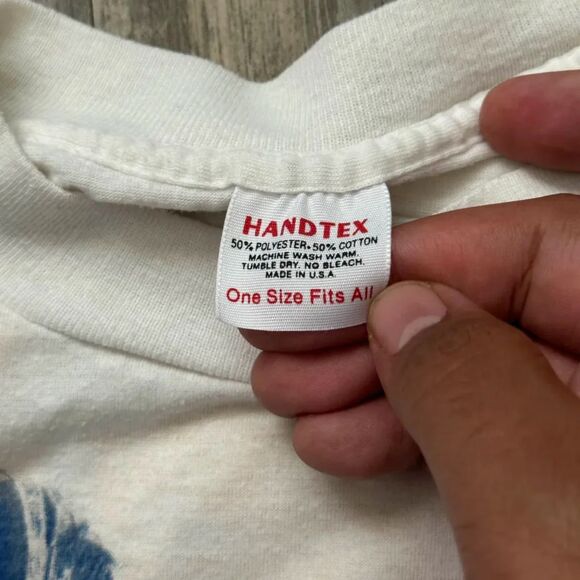 HANDTEX
50% POLYESTER • 50% COTTON
MACHINE WASH WARM.
TUMBLE DRY. NO BLEACH.
MADE IN U.S.A.
One Size Fits All